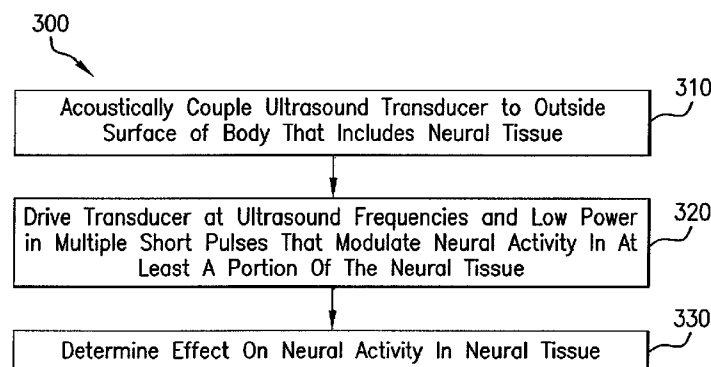 300
Acoustically Couple Ultrasound Transducer to Outside
Surface of Body That Includes Neural Tissue
310
Drive Transducer at Ultrasound Frequencies and Low Power
in Multiple Short Pulses That Modulate Neural Activity In At
Least A Portion Of The Neural Tissue
320
Determine Effect On Neural Activity In Neural Tissue
330